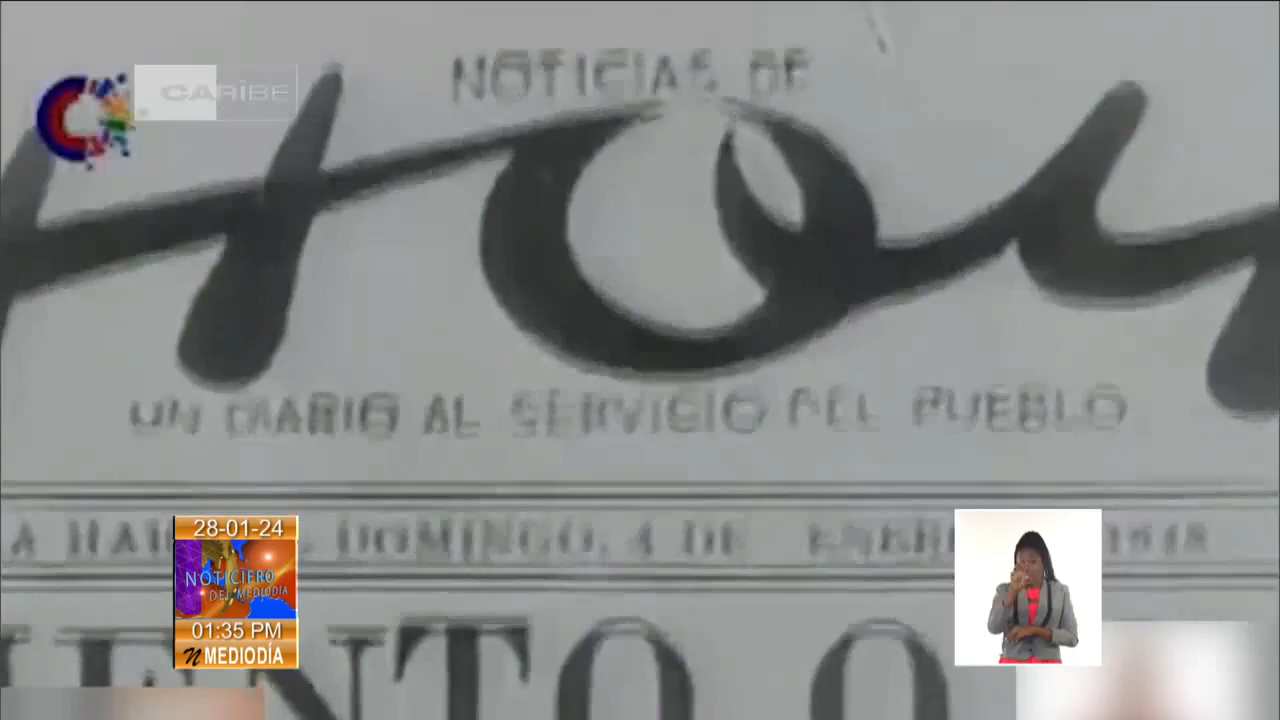 CARIBE
NOTICIAS DE
Hoy
UN DIARIO AL SERVICIO DEL PUEBLO
DOMINGO, 4 DE
28-01-24
NOTICIERO
DEL MEDIODIA
01:35 PM
MEDIODÍA